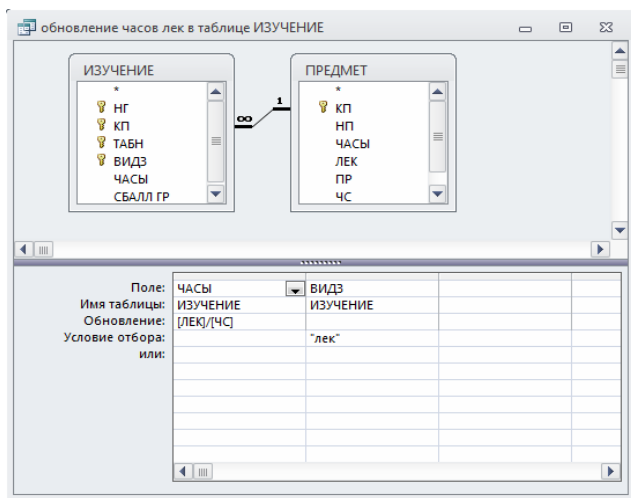 обновление часов лек в таблице ИЗУЧЕНИЕ
ИЗУЧЕНИЕ
*
НГ
КП
ТАБН
ВИДЗ
ЧАСЫ
СБАЛЛ ГР
∞
1
ПРЕДМЕТ
*
КП
НП
ЧАСЫ
ЛЕК
ПР
ЧС
Поле: ЧАСЫ ВИДЗ
Имя таблицы: ИЗУЧЕНИЕ ИЗУЧЕНИЕ
Обновление: [ЛЕК]/[ЧС]
Условие отбора: "лек"
или: